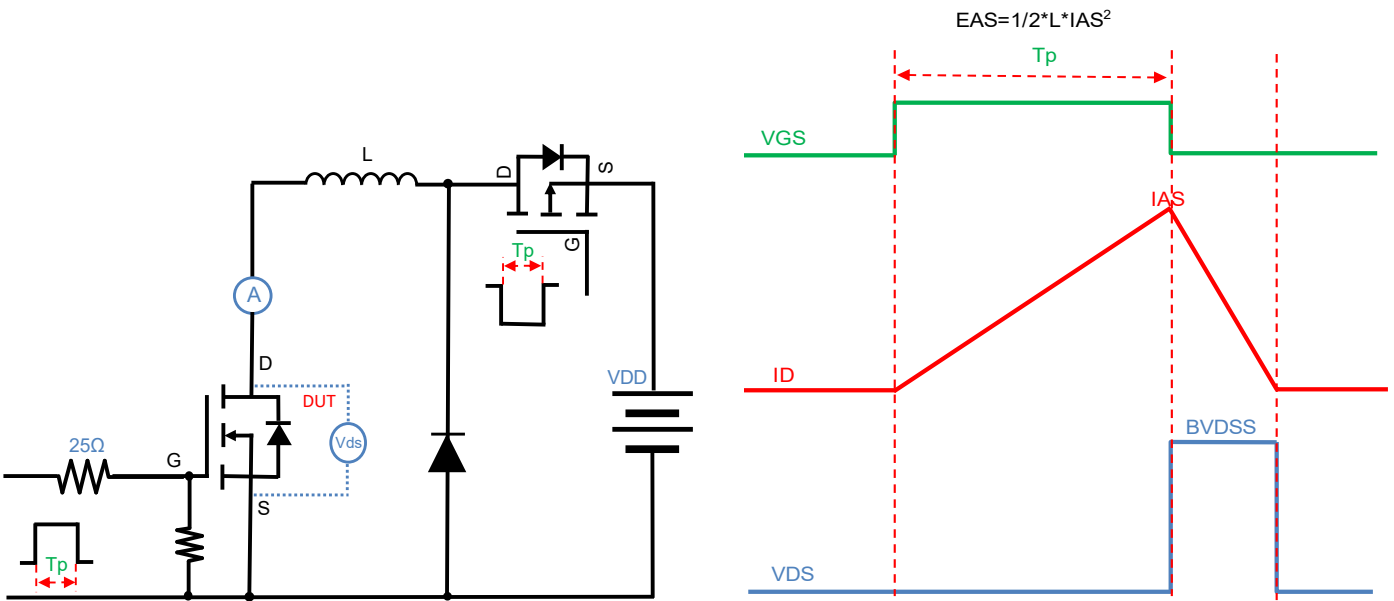 EAS=1/2*L*IAS²
Tp
VGS
IAS
ID
BVDSS
VDS
L
D
S
G
Tp
A
D
DUT
Vds
VDD
25Ω
G
S
Tp